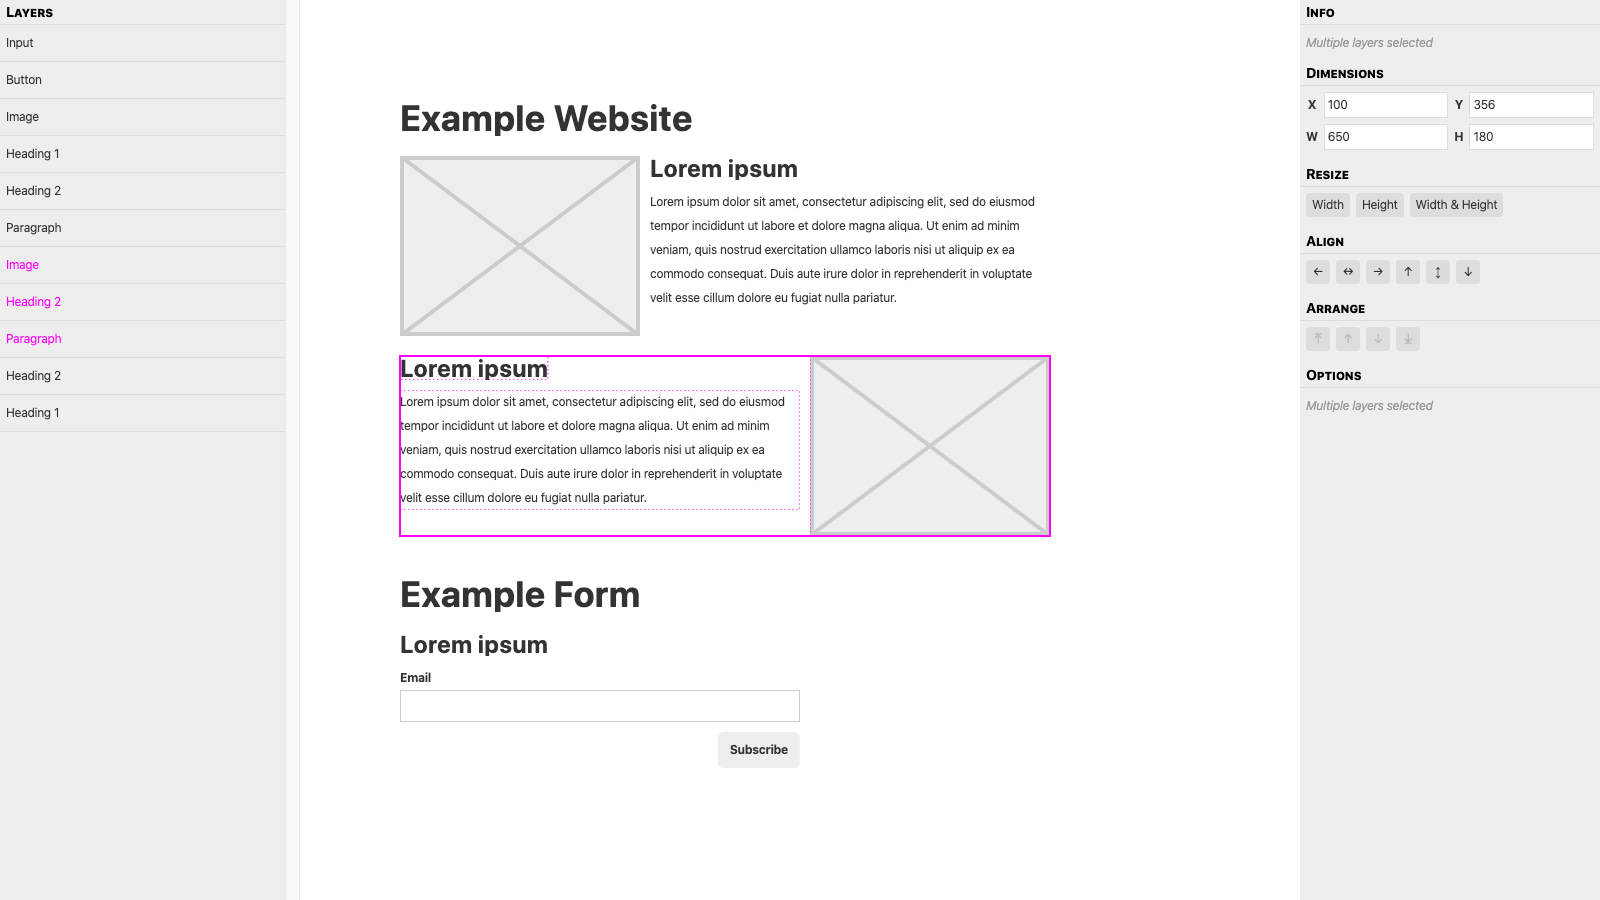 Layers
Input
Button
Image
Heading 1
Heading 2
Paragraph
Image
Heading 2
Paragraph
Heading 2
Heading 1
Example Website
Lorem ipsum
Lorem ipsum dolor sit amet, consectetur adipiscing elit, sed do eiusmod
tempor incididunt ut labore et dolore magna aliqua. Ut enim ad minim
veniam, quis nostrud exercitation ullamco laboris nisi ut aliquip ex ea
commodo consequat. Duis aute irure dolor in reprehenderit in voluptate
velit esse cillum dolore eu fugiat nulla pariatur.
Lorem ipsum
Lorem ipsum dolor sit amet, consectetur adipiscing elit, sed do eiusmod
tempor incididunt ut labore et dolore magna aliqua. Ut enim ad minim
veniam, quis nostrud exercitation ullamco laboris nisi ut aliquip ex ea
commodo consequat. Duis aute irure dolor in reprehenderit in voluptate
velit esse cillum dolore eu fugiat nulla pariatur.
Example Form
Lorem ipsum
Email
Subscribe
Info
Multiple layers selected
Dimensions
X 100 Y 356
W 650 H 180
Resize
Width Height Width & Height
Align
← ↔ → ↑ ↕ ↓
Arrange
⤒ ↑ ↓ ⤓
Options
Multiple layers selected